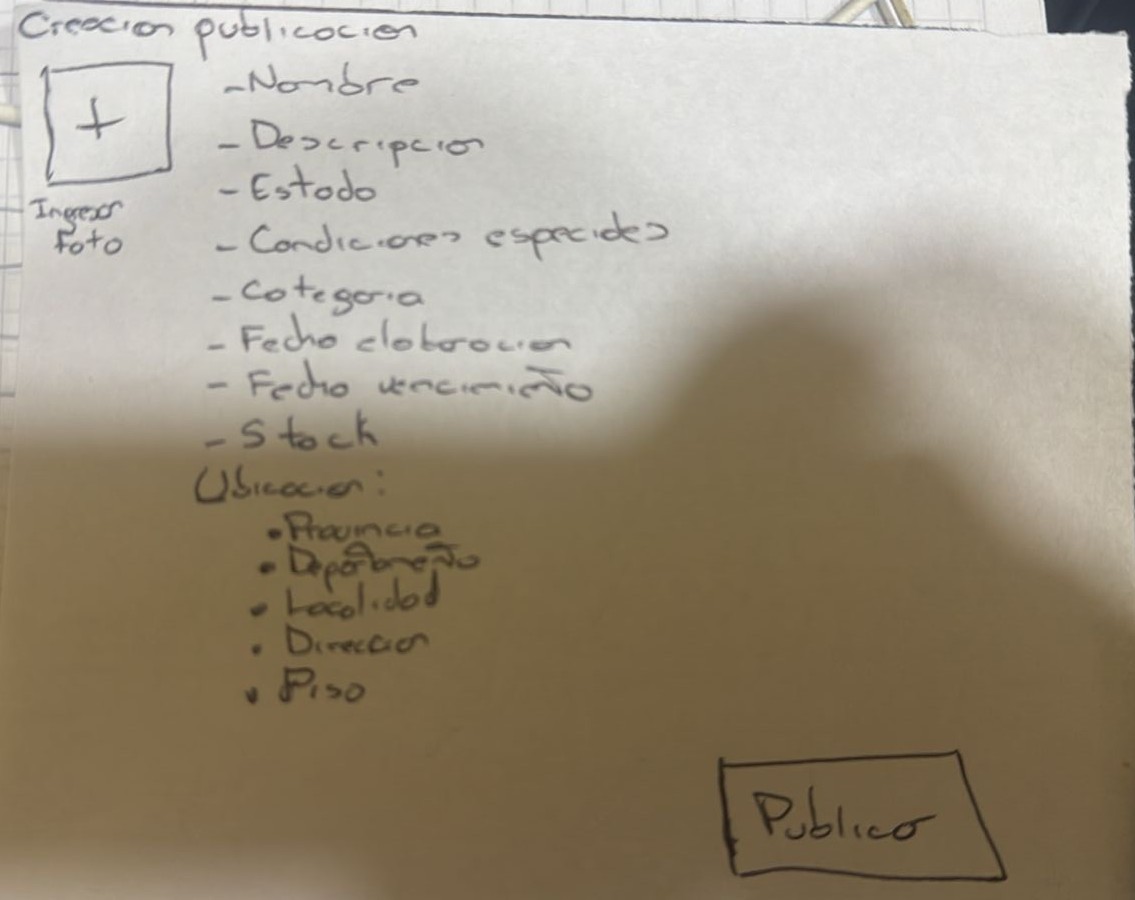 Creacion publicacion
+
Ingresar
foto
- Nombre
- Descripcion
- Estado
- Condiciones especiales
- Categoria
- Fecha elaboracion
- Fecha vencimiento
- Stock
Ubicacion:
• Provincia
• Departamento
• Localidad
• Direccion
• Piso
Publicar